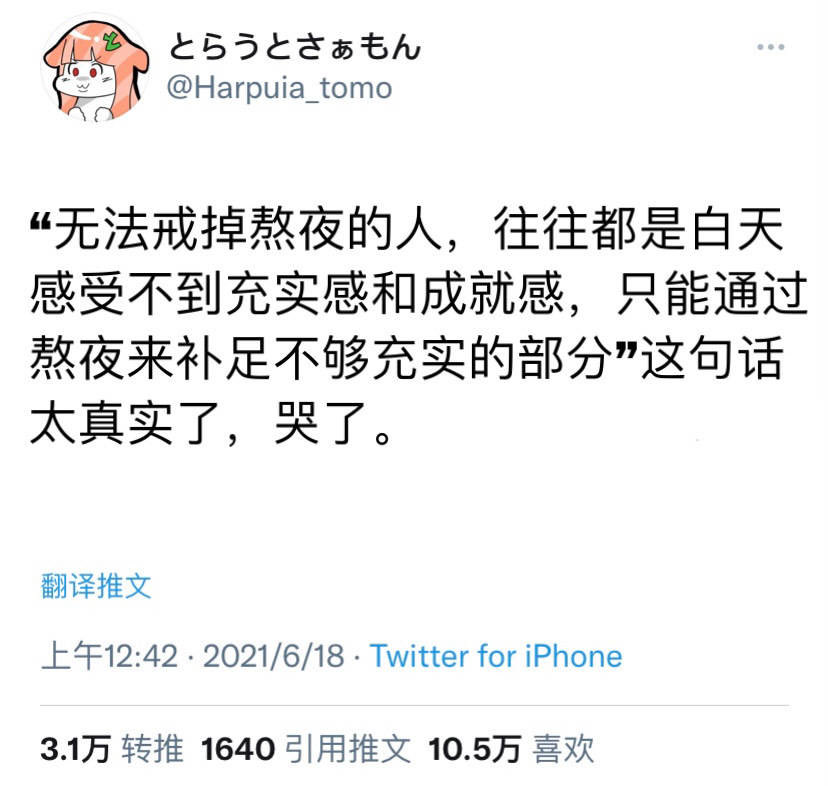 とらうとさぁもん
@Harpuia_tomo
“无法戒掉熬夜的人，往往都是白天
感受不到充实感和成就感，只能通过
熬夜来补足不够充实的部分”这句话
太真实了，哭了。
翻译推文
上午12:42 · 2021/6/18 · Twitter for iPhone
3.1万 转推 1640 引用推文 10.5万 喜欢